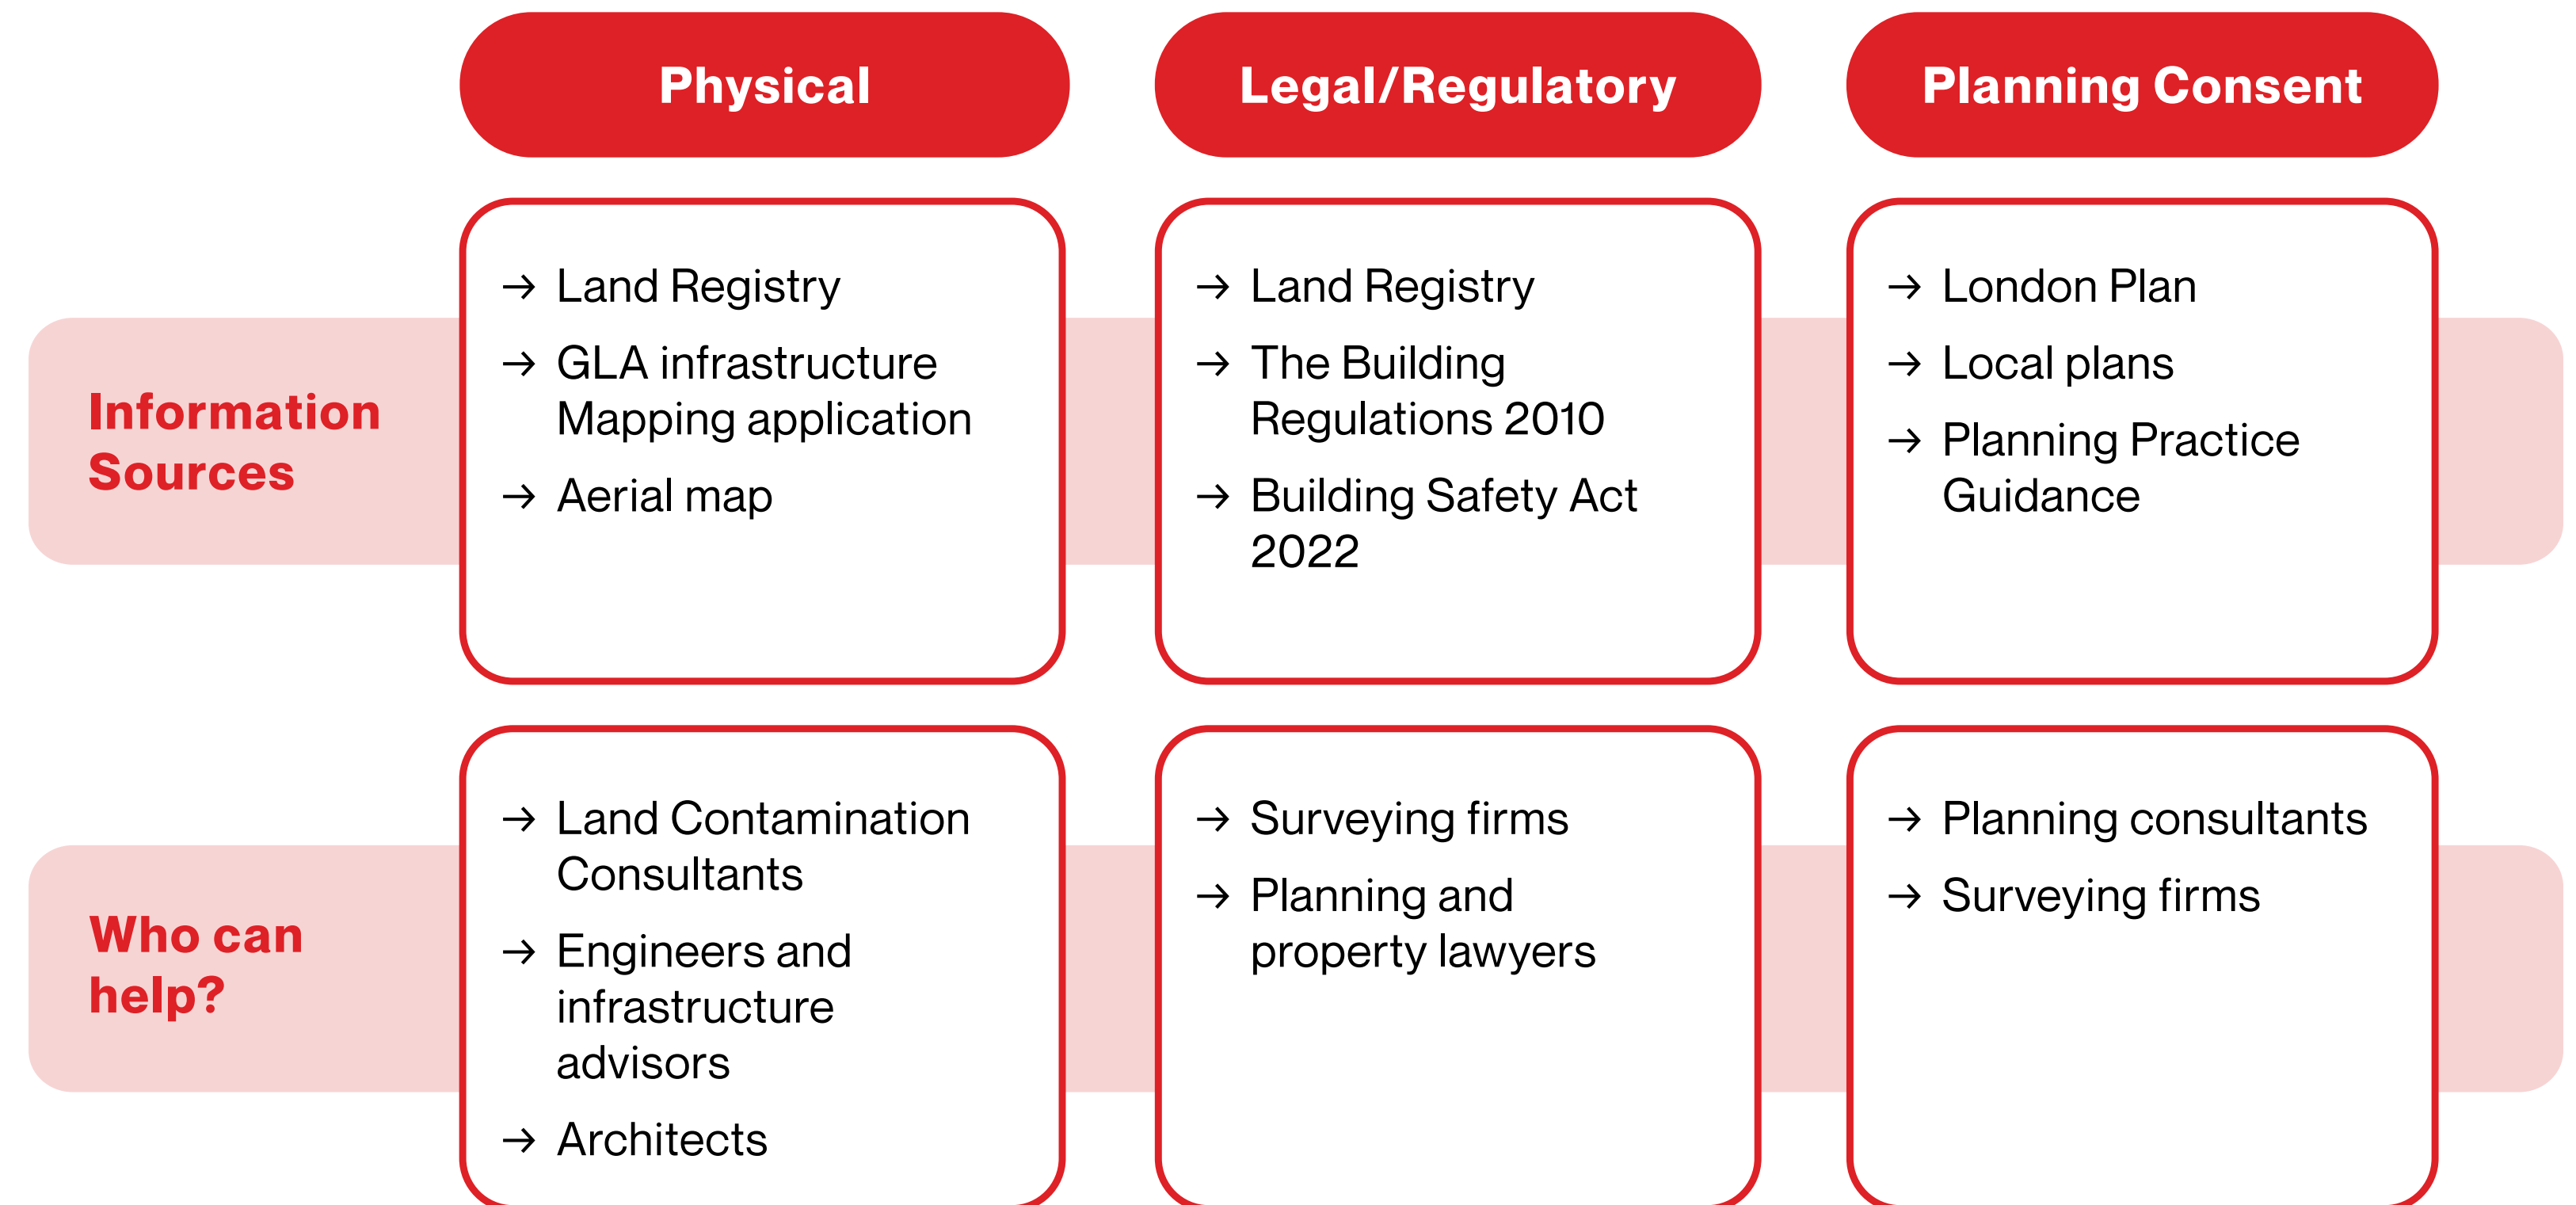 Physical
Legal/Regulatory
Planning Consent
Information
Sources
→ Land Registry
→ GLA infrastructure
Mapping application
→ Aerial map
→ Land Registry
→ The Building
Regulations 2010
→ Building Safety Act
2022
→ London Plan
→ Local plans
→ Planning Practice
Guidance
Who can
help?
→ Land Contamination
Consultants
→ Engineers and
infrastructure
advisors
→ Architects
→ Surveying firms
→ Planning and
property lawyers
→ Planning consultants
→ Surveying firms